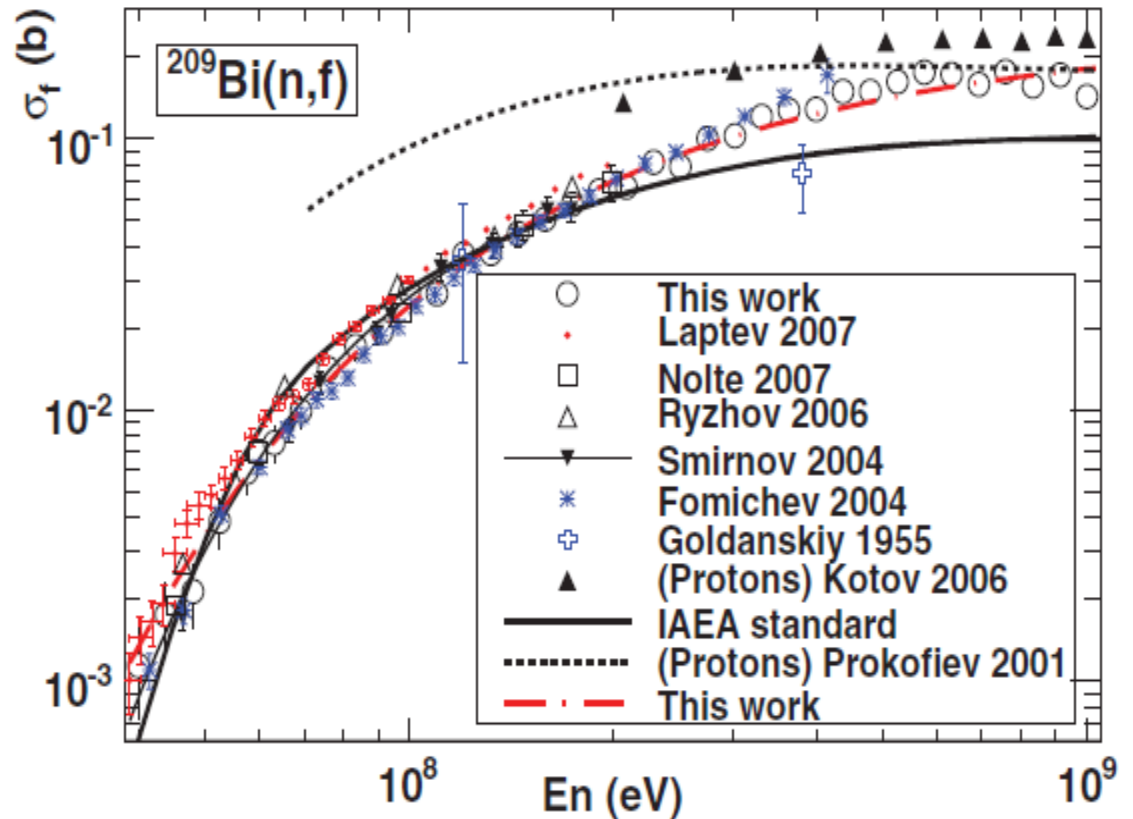 σf (b)
²⁰⁹Bi(n,f)
10⁻¹
10⁻²
10⁻³
This work
Laptev 2007
Nolte 2007
Ryzhov 2006
Smirnov 2004
Fomichev 2004
Goldanskiy 1955
(Protons) Kotov 2006
IAEA standard
(Protons) Prokofiev 2001
This work
10⁸
En (eV)
10⁹